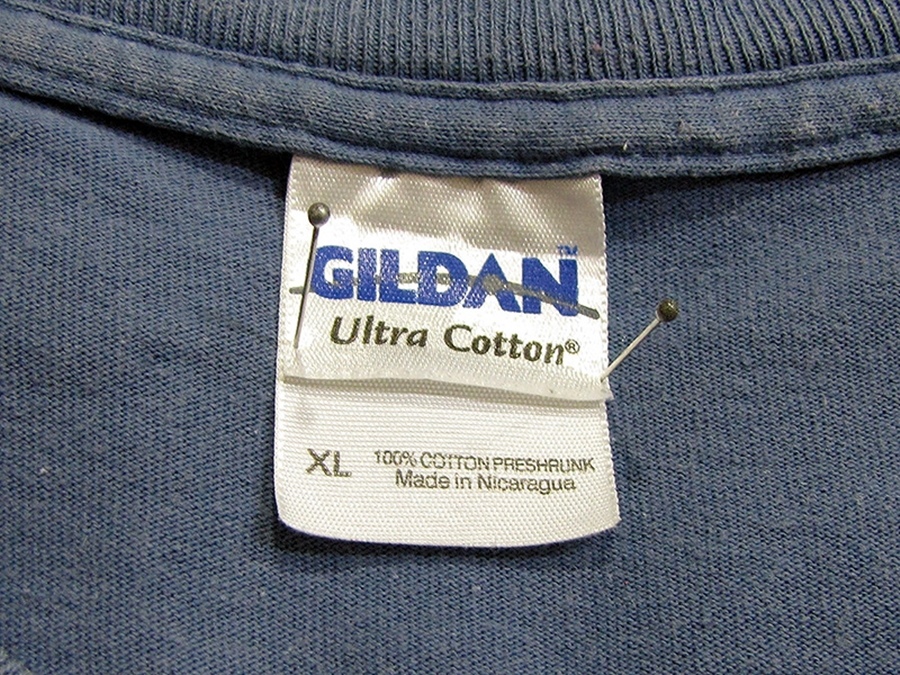 GILDAN™
Ultra Cotton®
XL 100% COTTON PRESHRUNK
Made in Nicaragua